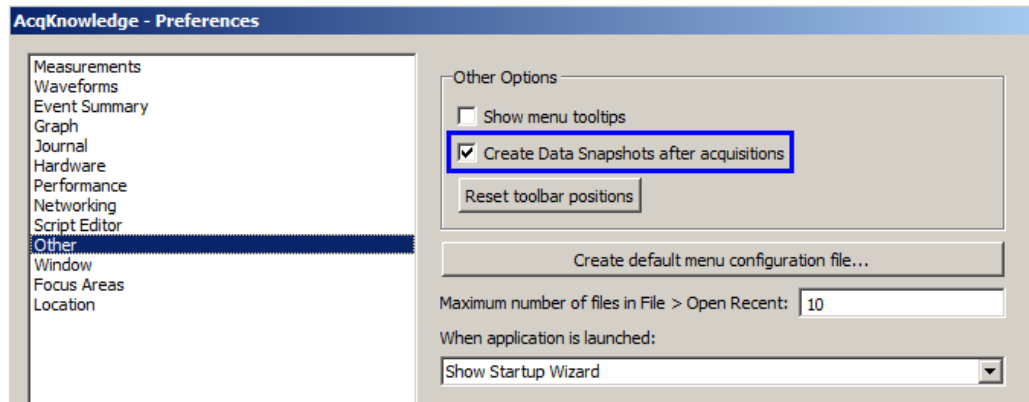 AcqKnowledge - Preferences
Measurements
Waveforms
Event Summary
Graph
Journal
Hardware
Performance
Networking
Script Editor
Other
Window
Focus Areas
Location
Other Options
Show menu tooltips
Create Data Snapshots after acquisitions
Reset toolbar positions
Create default menu configuration file...
Maximum number of files in File > Open Recent: 10
When application is launched:
Show Startup Wizard